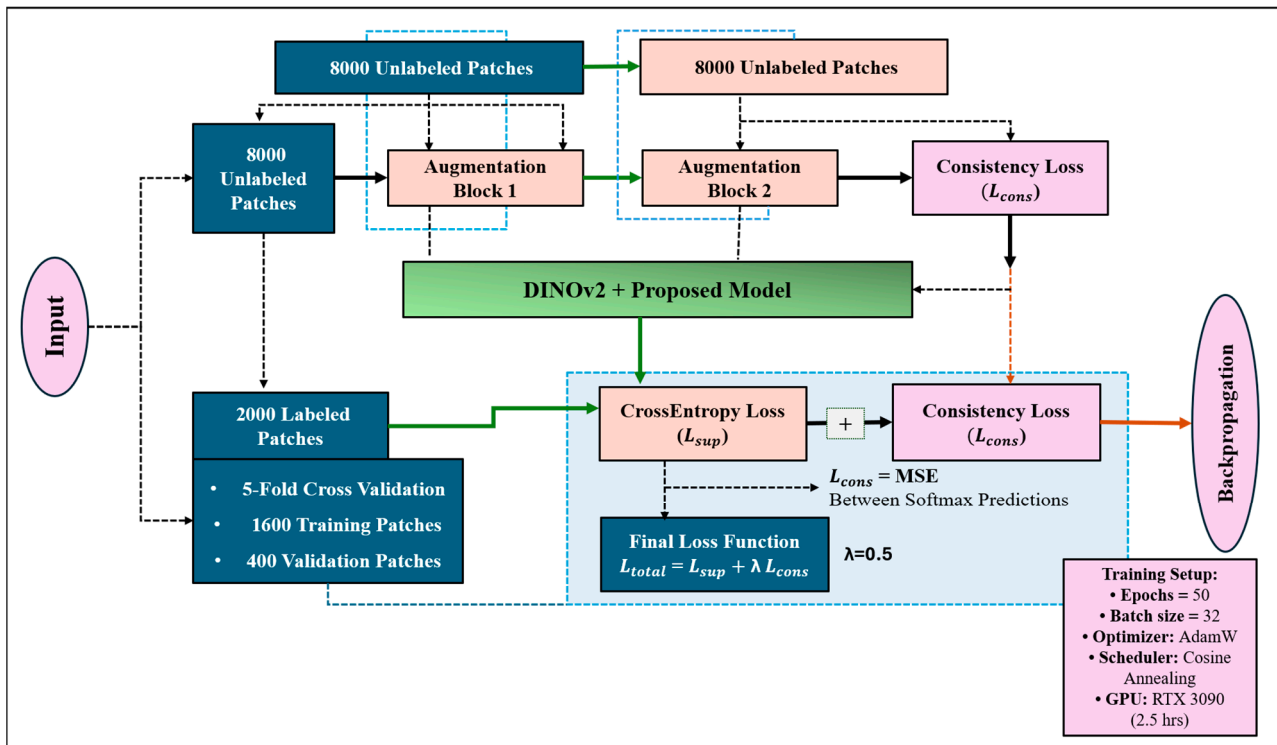 8000 Unlabeled Patches
8000 Unlabeled Patches
8000
Unlabeled
Patches
Augmentation
Block 1
Augmentation
Block 2
Consistency Loss
(L_cons)
Input
DINOv2 + Proposed Model
2000 Labeled
Patches
• 5-Fold Cross Validation
• 1600 Training Patches
• 400 Validation Patches
CrossEntropy Loss
(L_sup)
+
Consistency Loss
(L_cons)
Backpropagation
L_cons = MSE
Between Softmax Predictions
Final Loss Function
L_total = L_sup + λ L_cons
λ=0.5
Training Setup:
• Epochs = 50
• Batch size = 32
• Optimizer: AdamW
• Scheduler: Cosine
Annealing
• GPU: RTX 3090
(2.5 hrs)